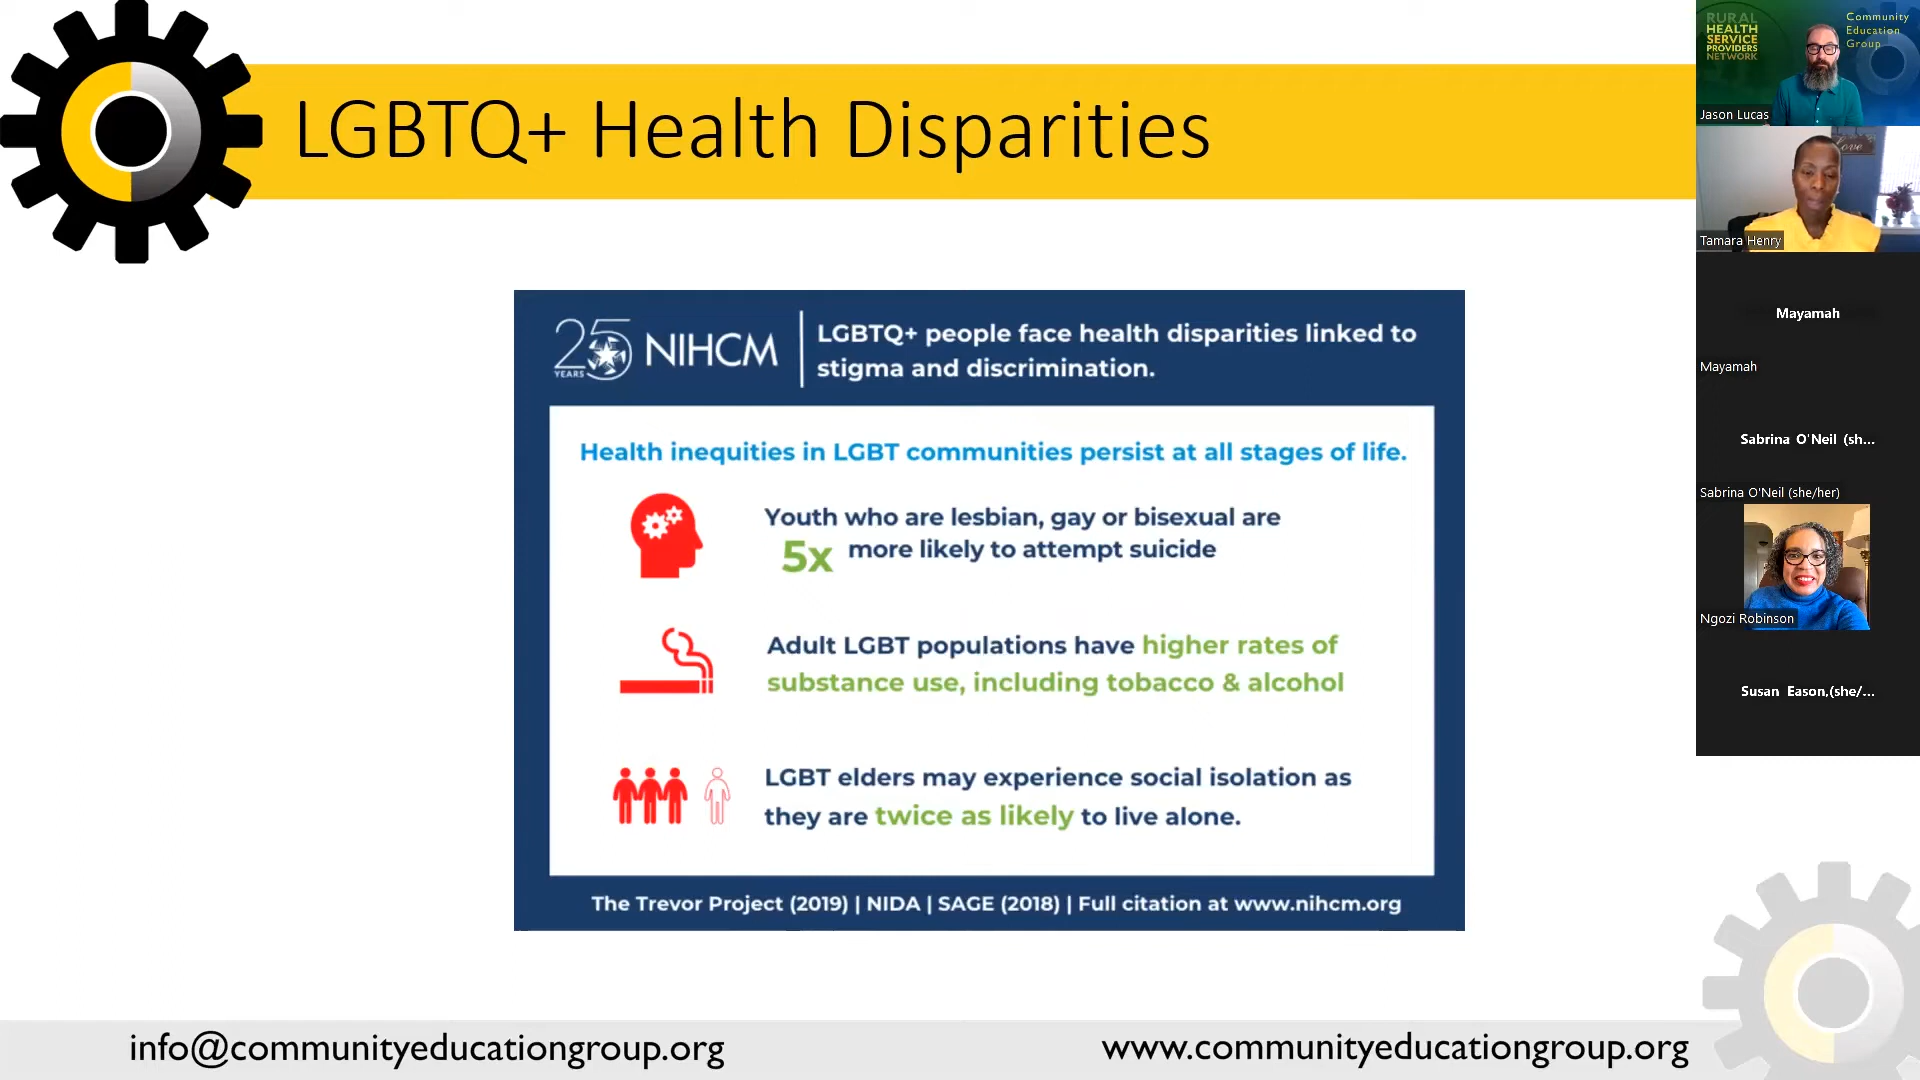 LGBTQ+ Health Disparities
25
YEARS
NIHCM
LGBTQ+ people face health disparities linked to
stigma and discrimination.
Health inequities in LGBT communities persist at all stages of life.
Youth who are lesbian, gay or bisexual are
5x more likely to attempt suicide
Adult LGBT populations have higher rates of
substance use, including tobacco & alcohol
LGBT elders may experience social isolation as
they are twice as likely to live alone.
The Trevor Project (2019) | NIDA | SAGE (2018) | Full citation at www.nihcm.org
info@communityeducationgroup.org
www.communityeducationgroup.org
RURAL
HEALTH
SERVICE
PROVIDERS
NETWORK
Community
Education
Group
Jason Lucas
Love
Tamara Henry
Mayamah
Mayamah
Sabrina O'Neil (sh...
Sabrina O'Neil (she/her)
Ngozi Robinson
Susan Eason,(she/...